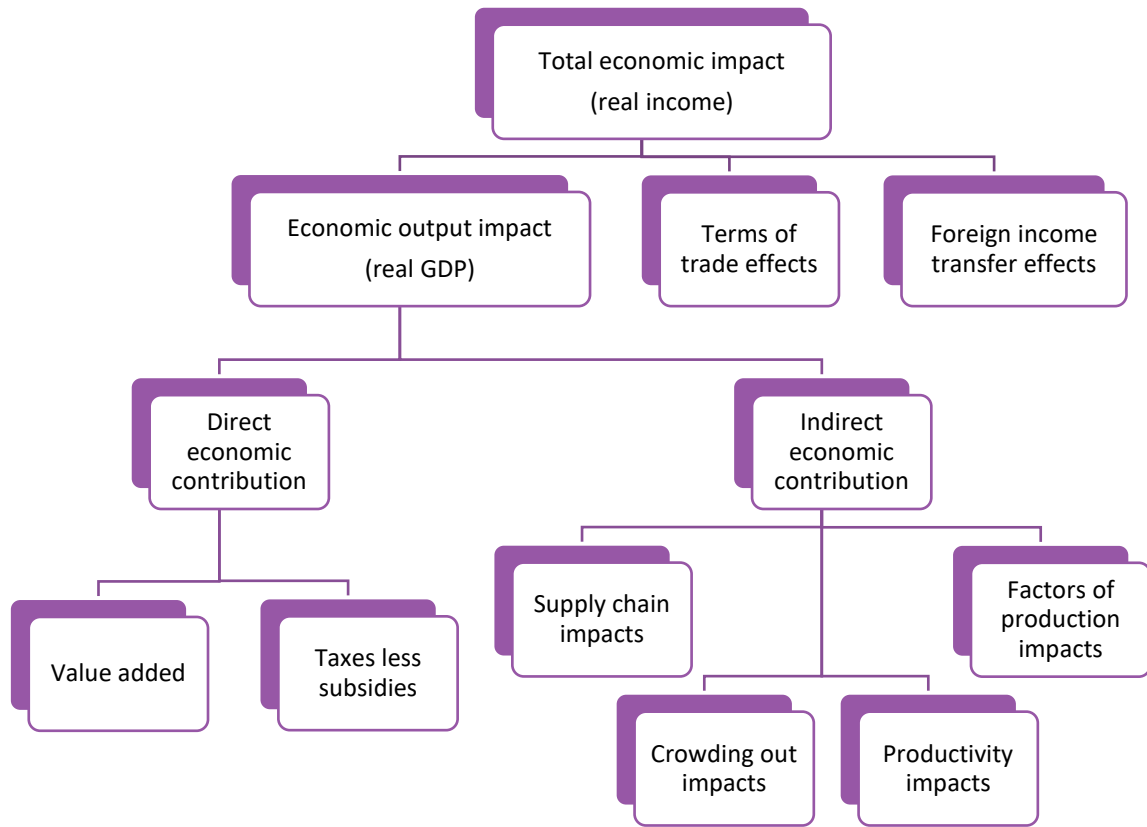 Total economic impact
(real income)
Economic output impact
(real GDP)
Terms of
trade effects
Foreign income
transfer effects
Direct
economic
contribution
Indirect
economic
contribution
Value added
Taxes less
subsidies
Supply chain
impacts
Factors of
production
impacts
Crowding out
impacts
Productivity
impacts